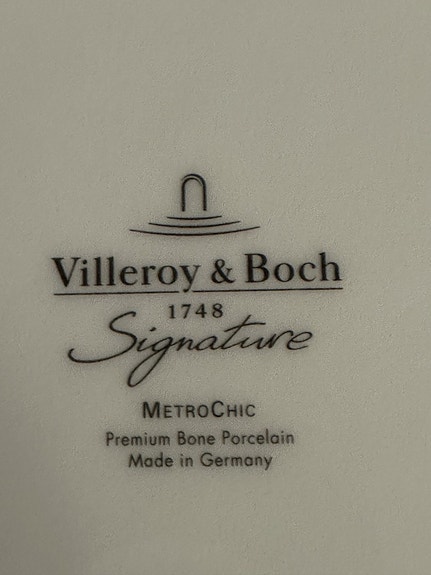 Villeroy & Boch
1748
Signature
METROCHIC
Premium Bone Porcelain
Made in Germany